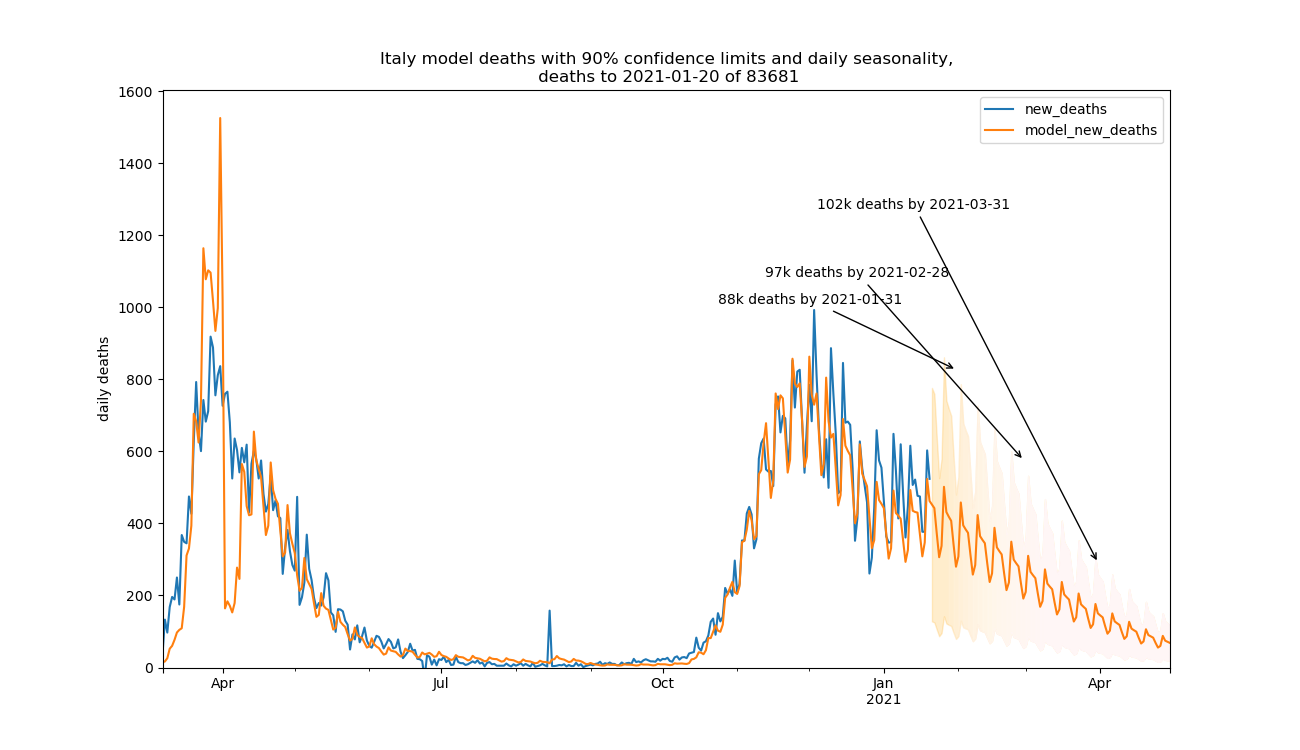 Italy model deaths with 90% confidence limits and daily seasonality,
deaths to 2021-01-20 of 83681
1600
new_deaths
model_new_deaths
1400
102k deaths by 2021-03-31
1200
97k deaths by 2021-02-28
88k deaths by 2021-01-31
1000
daily deaths
800
600
400
200
0
Apr
Jul
Oct
Jan
2021
Apr